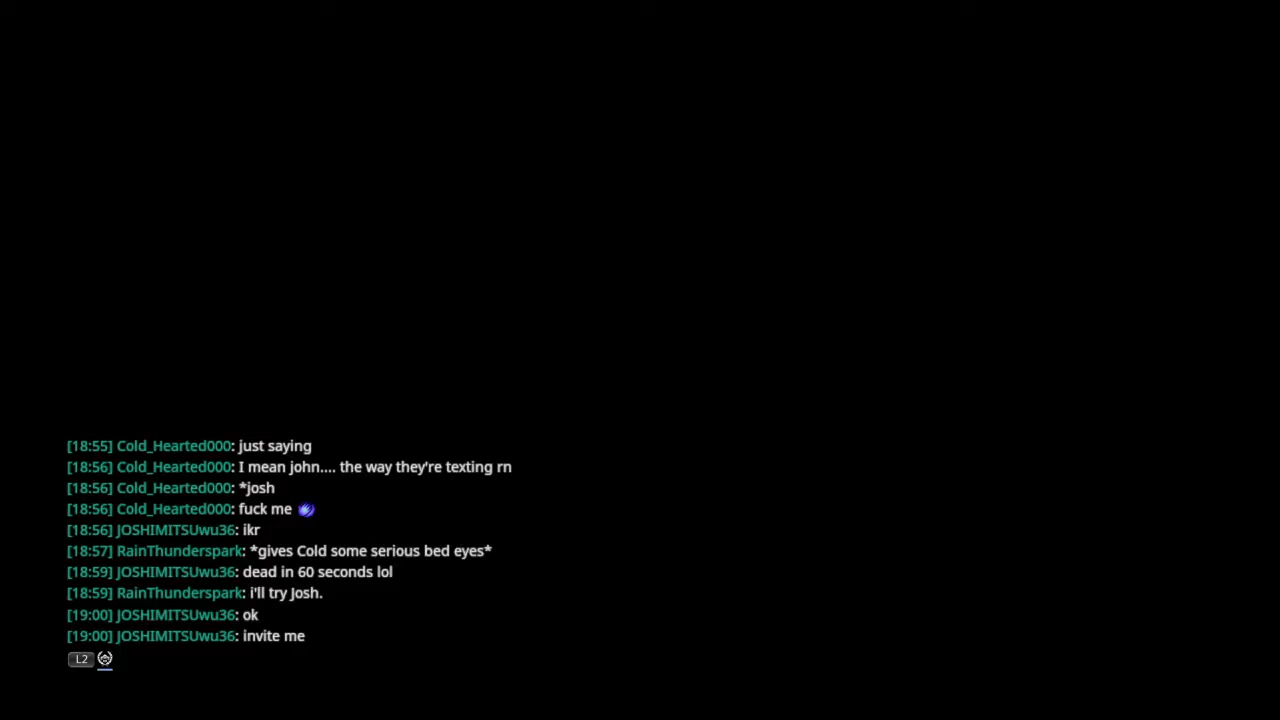 [18:55] Cold_Hearted000: just saying
[18:56] Cold_Hearted000: I mean john.... the way they're texting rn
[18:56] Cold_Hearted000: *josh
[18:56] Cold_Hearted000: fuck me
[18:56] JOSHIMITSUwu36: ikr
[18:57] RainThunderspark: *gives Cold some serious bed eyes*
[18:59] JOSHIMITSUwu36: dead in 60 seconds lol
[18:59] RainThunderspark: i'll try Josh.
[19:00] JOSHIMITSUwu36: ok
[19:00] JOSHIMITSUwu36: invite me
L2